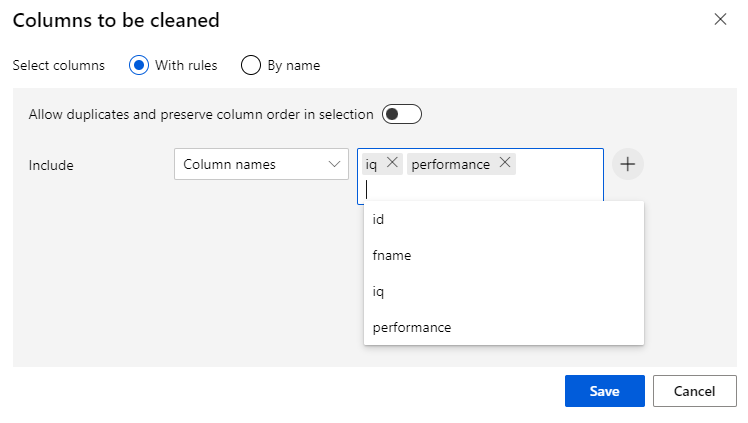 Columns to be cleaned
Select columns With rules By name
Allow duplicates and preserve column order in selection
Include Column names iq performance
id
fname
iq
performance
Save Cancel